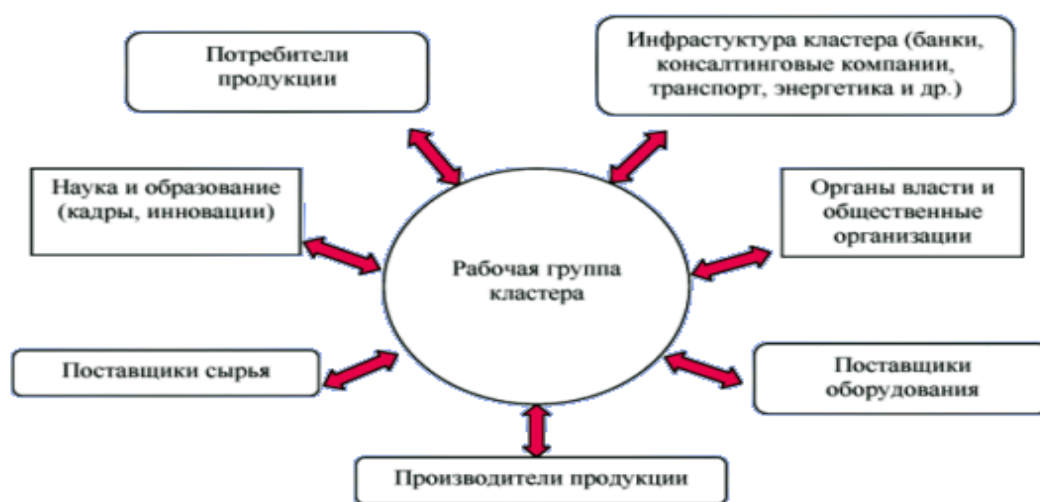 Потребители
продукции
Инфрастуктура кластера (банки,
консалтинговые компании,
транспорт, энергетика и др.)
Наука и образование
(кадры, инновации)
Органы власти и
общественные
организации
Рабочая группа
кластера
Поставщики сырья
Поставщики
оборудования
Производители продукции